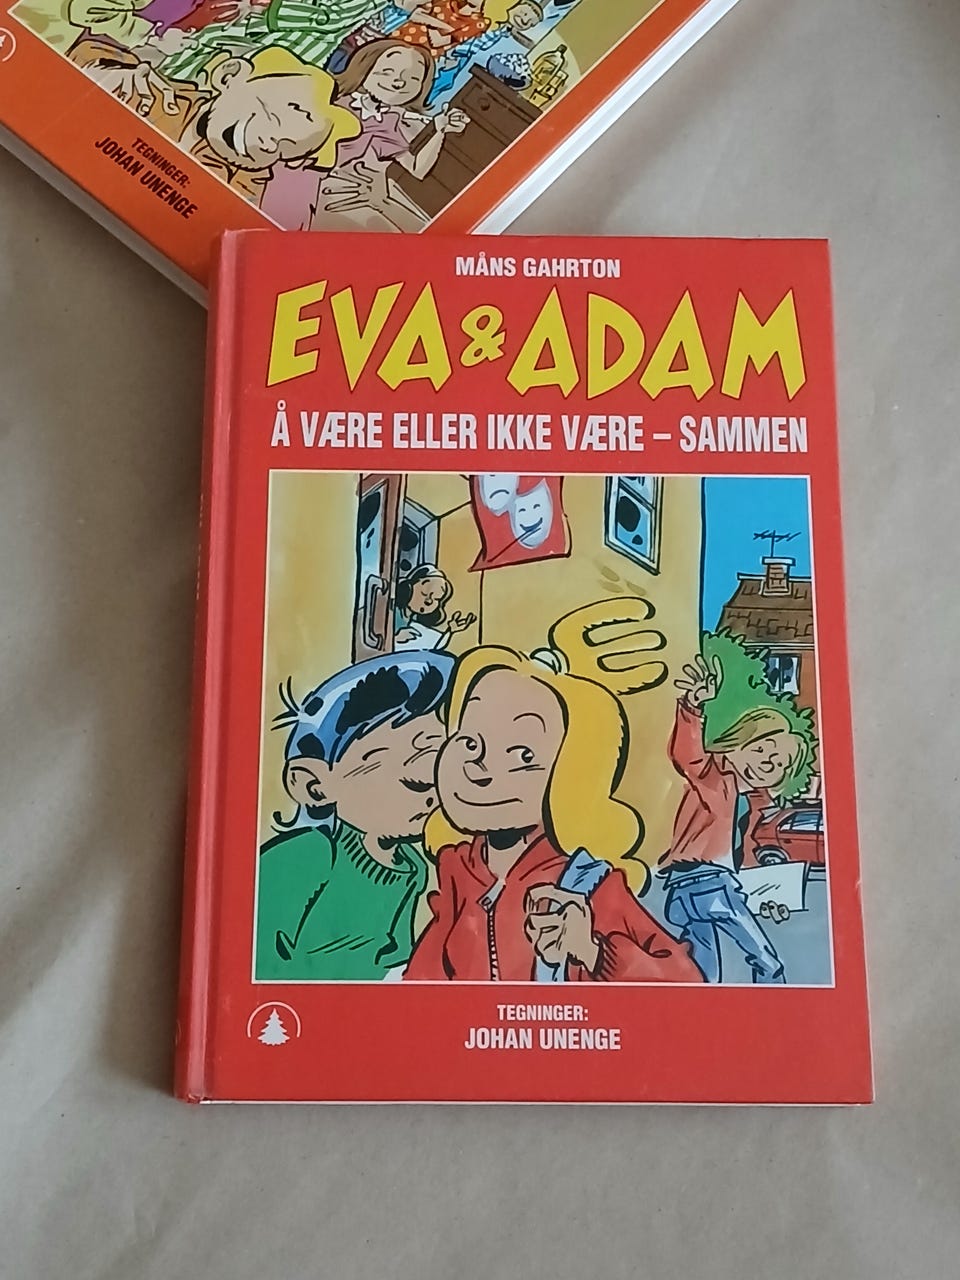 TEGNINGER:
JOHAN UNENGE
MÅNS GAHRTON
EVA & ADAM
Å VÆRE ELLER IKKE VÆRE – SAMMEN
TEGNINGER:
JOHAN UNENGE